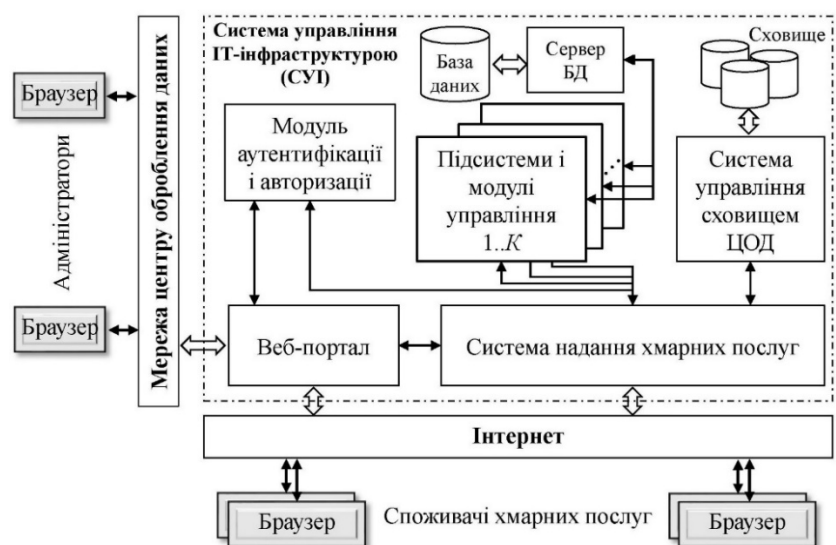 Система управління
ІТ-інфраструктурою
(СУІ)
База
даних
Сервер
БД
Сховище
Браузер
Модуль
аутентифікації
і авторизації
Підсистеми і
модулі
управління
1..K
Система
управління
сховищем
ЦОД
Адміністратори
Мережа центру оброблення даних
Браузер
Веб-портал
Система надання хмарних послуг
Інтернет
Браузер
Споживачі хмарних послуг
Браузер